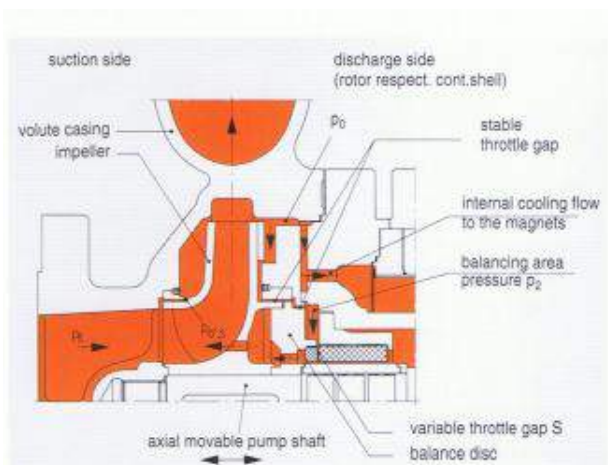 suction side
discharge side
(rotor respect. cont.shell)
volute casing
impeller
stable
throttle gap
internal cooling flow
to the magnets
balancing area
pressure p2
variable throttle gap S
balance disc
axial movable pump shaft